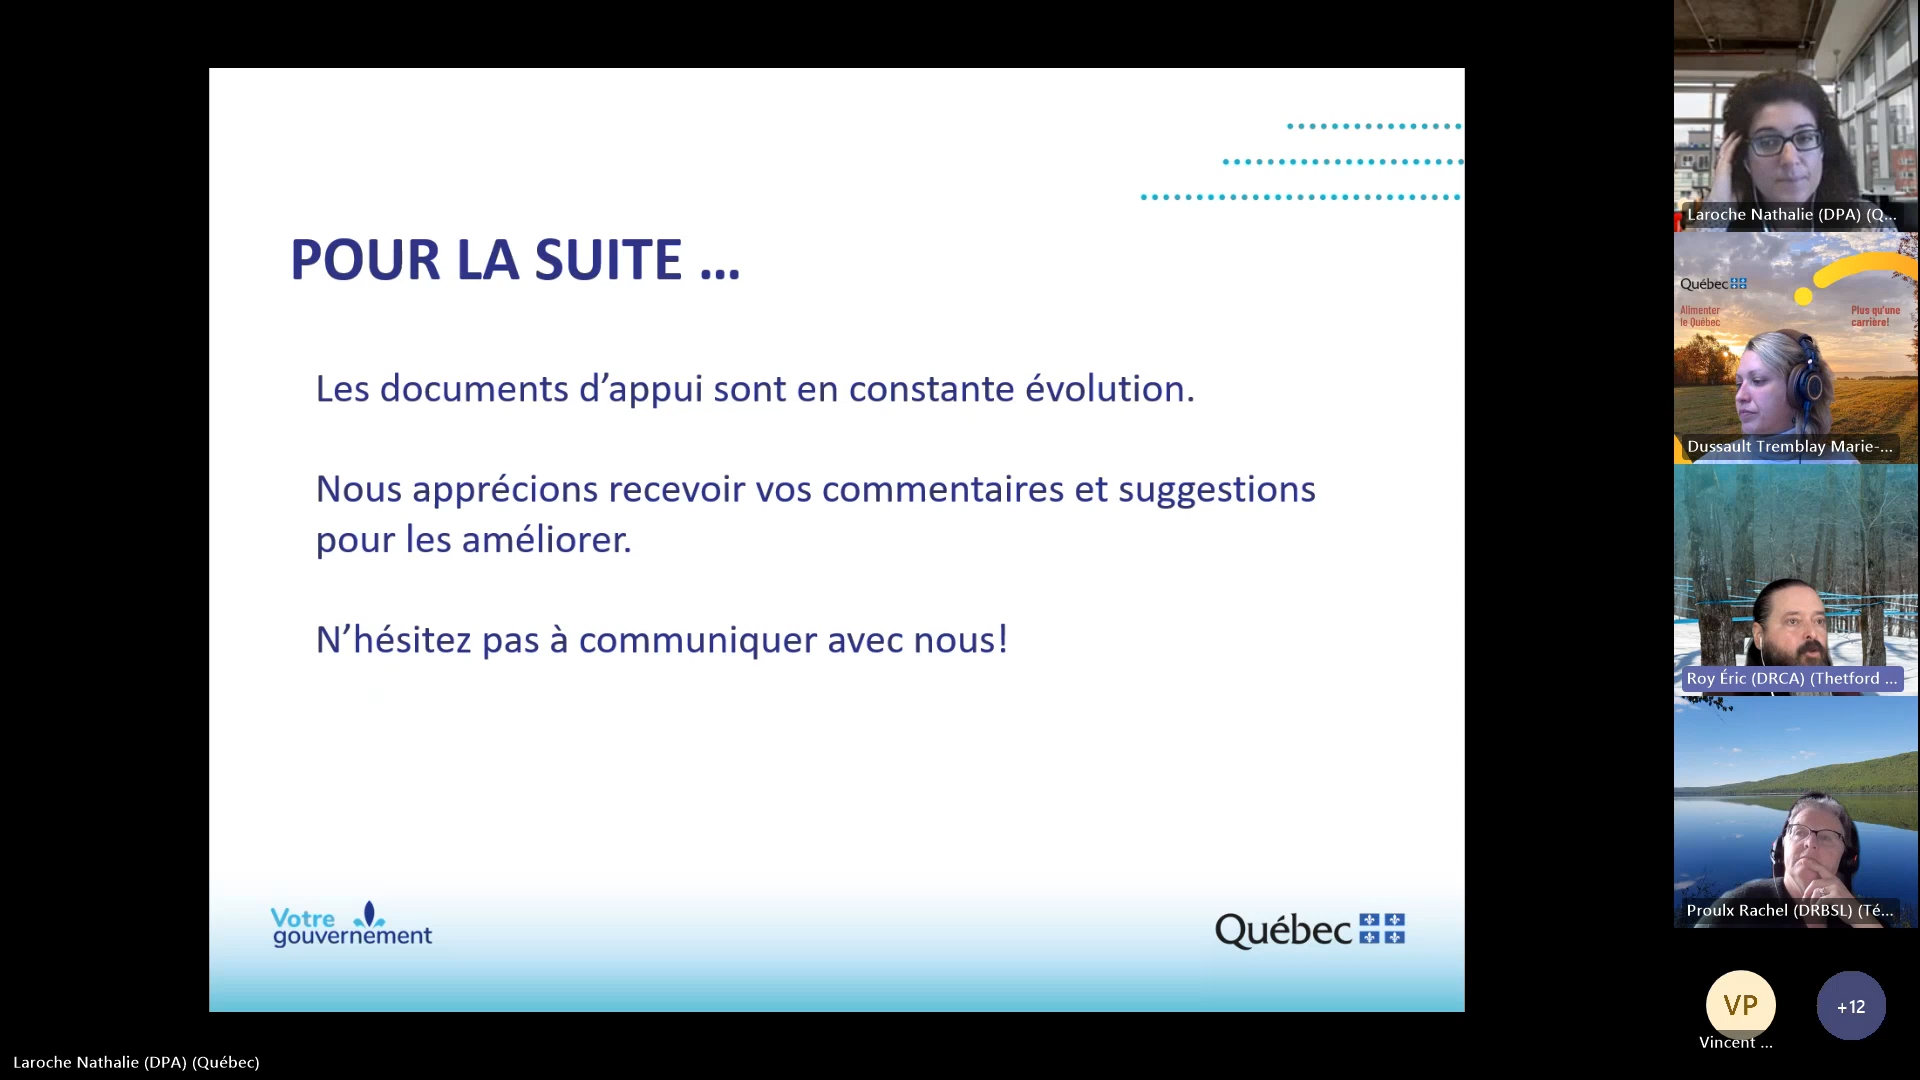 POUR LA SUITE ...
Les documents d’appui sont en constante évolution.
Nous apprécions recevoir vos commentaires et suggestions
pour les améliorer.
N’hésitez pas à communiquer avec nous!
Votre
gouvernement
Québec
Laroche Nathalie (DPA) (Q...
Québec
Alimenter
le Québec
Plus qu'une
carrière!
Dussault Tremblay Marie-...
Roy Éric (DRCA) (Thetford ...
Proulx Rachel (DRBSL) (Té...
VP
+12
Vincent ...
Laroche Nathalie (DPA) (Québec)